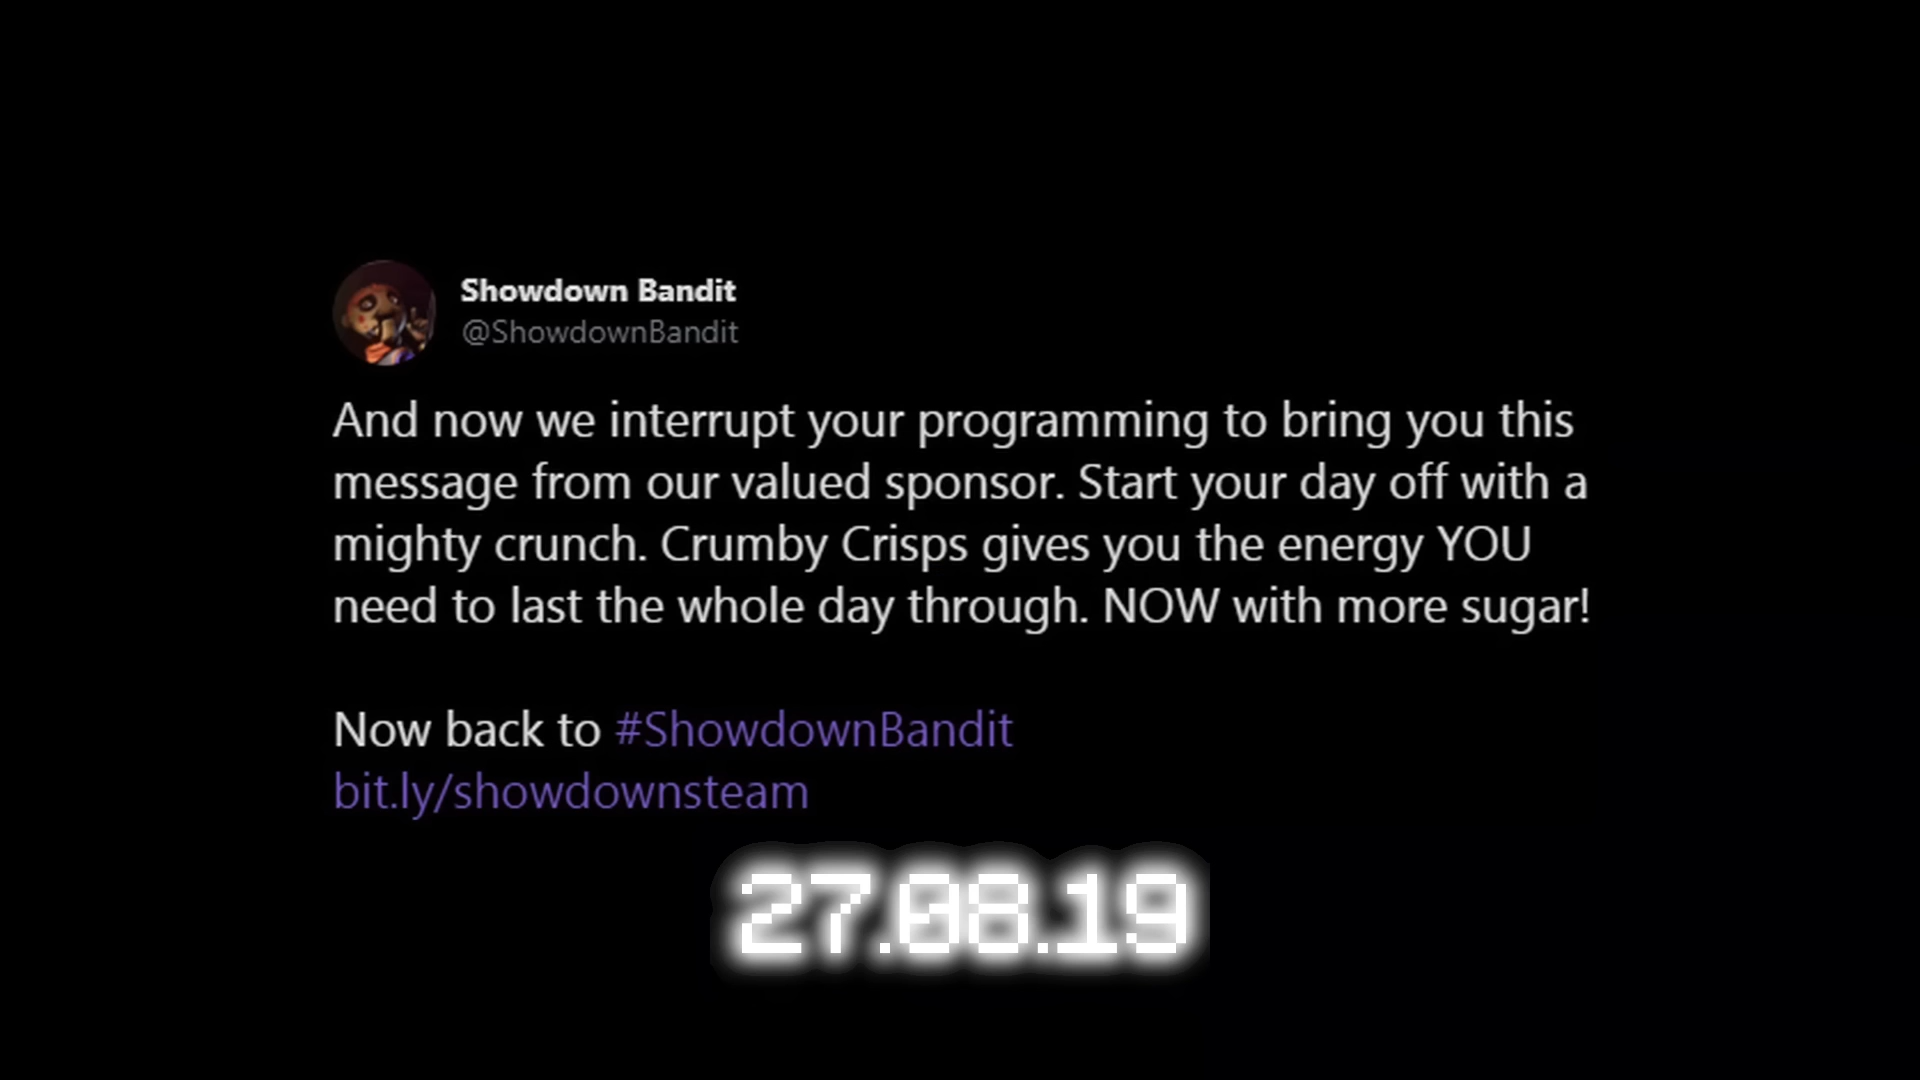 Showdown Bandit
@ShowdownBandit
And now we interrupt your programming to bring you this
message from our valued sponsor. Start your day off with a
mighty crunch. Crumby Crisps gives you the energy YOU
need to last the whole day through. NOW with more sugar!
Now back to #ShowdownBandit
bit.ly/showdownsteam
27.08.19